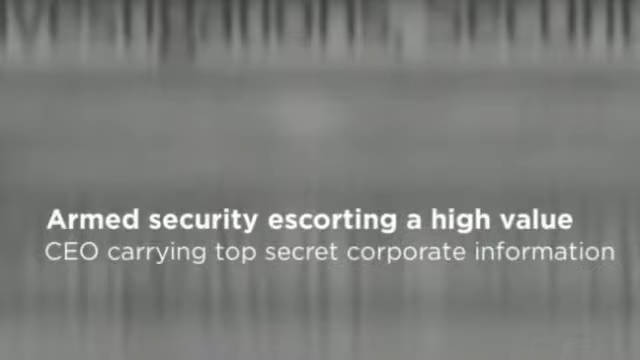 Armed security escorting a high value
CEO carrying top secret corporate information